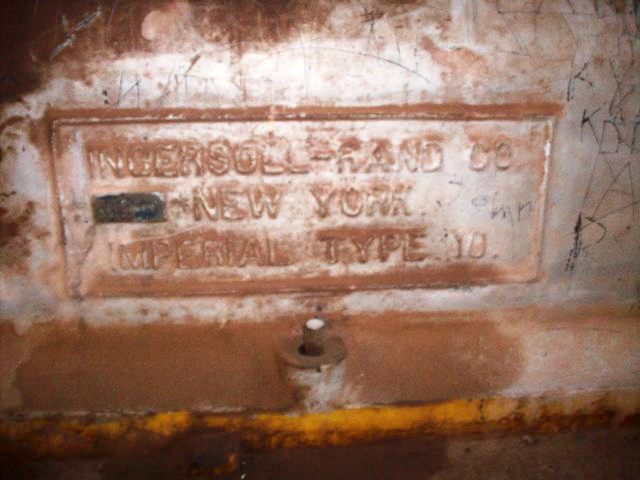 INGERSOLL-RAND CO
NEW YORK
IMPERIAL TYPE 10.